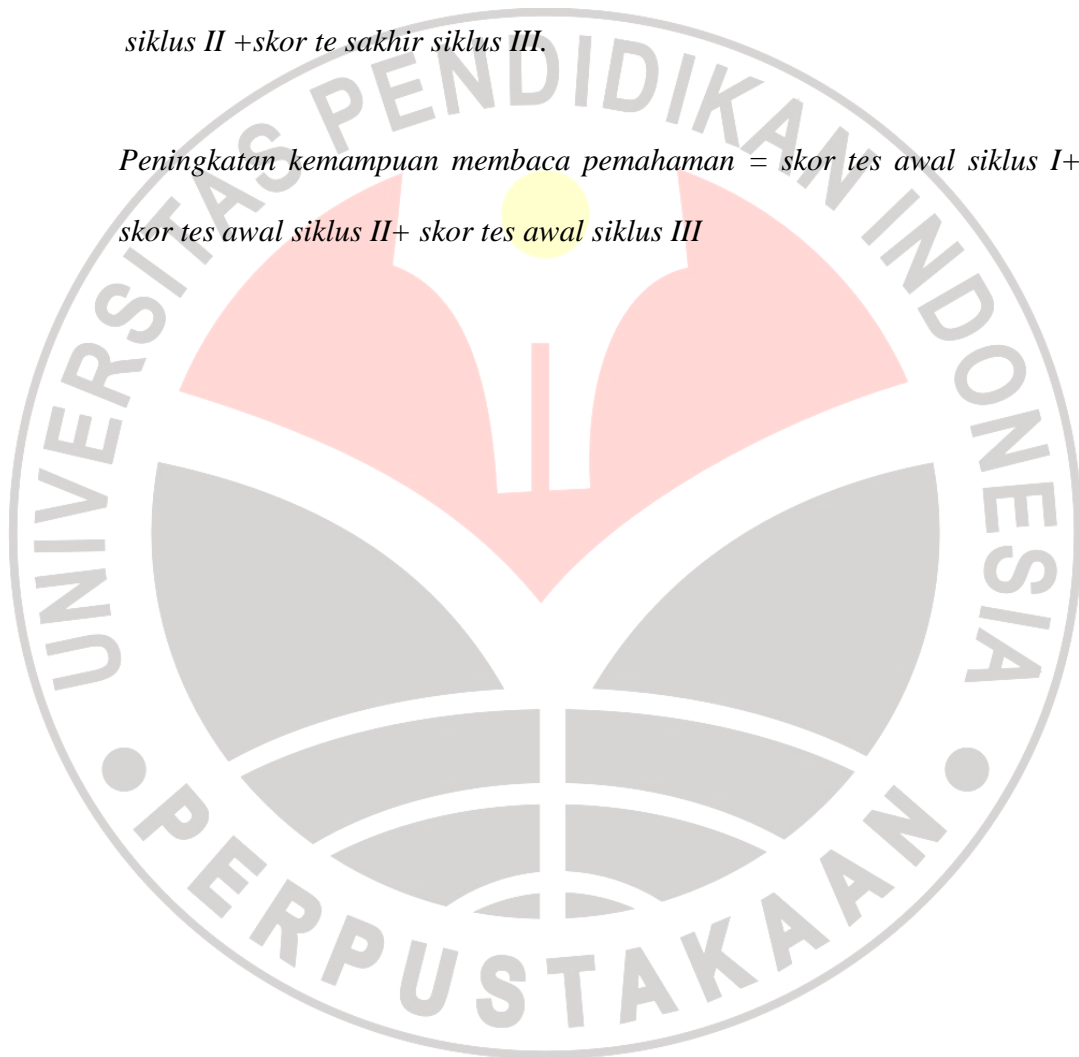 siklus II +skor te sakhir siklus III.
Peningkatan kemampuan membaca pemahaman = skor tes awal siklus I+
skor tes awal siklus II+ skor tes awal siklus III
UNIVERSITAS PENDIDIKAN INDONESIA
PERPUSTAKAAN